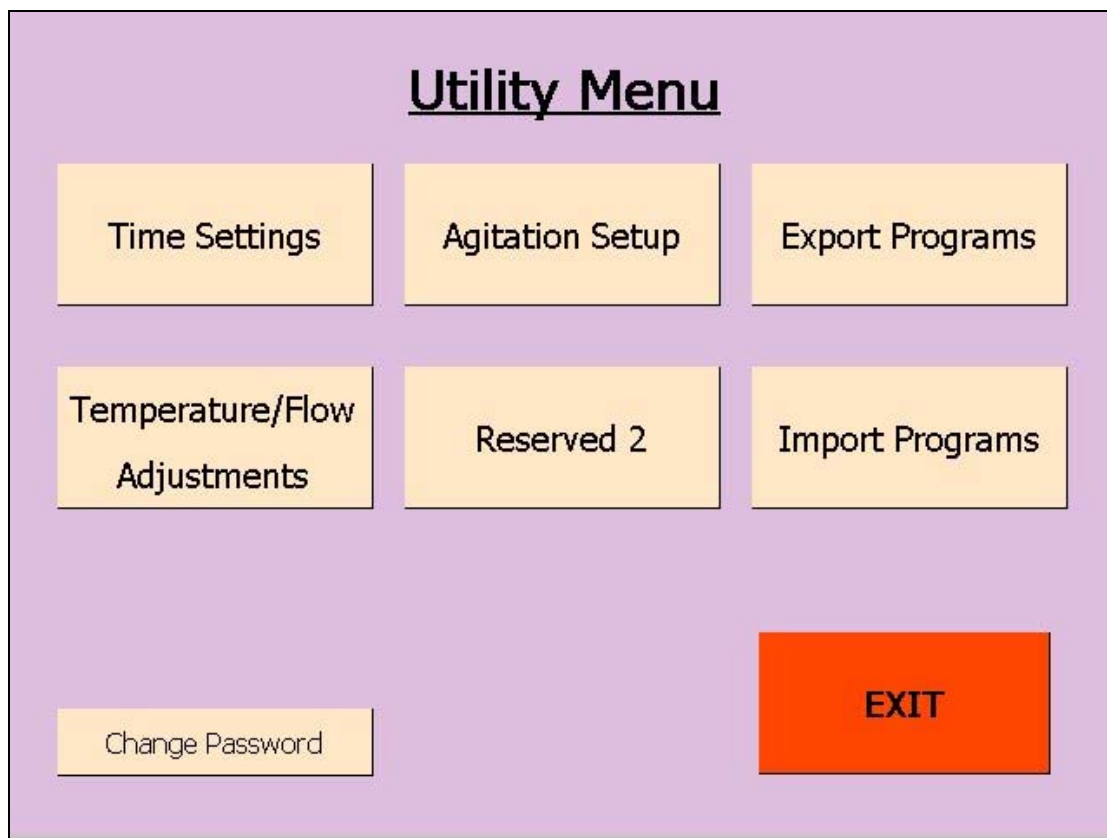 Utility Menu
Time Settings
Agitation Setup
Export Programs
Temperature/Flow
Adjustments
Reserved 2
Import Programs
EXIT
Change Password